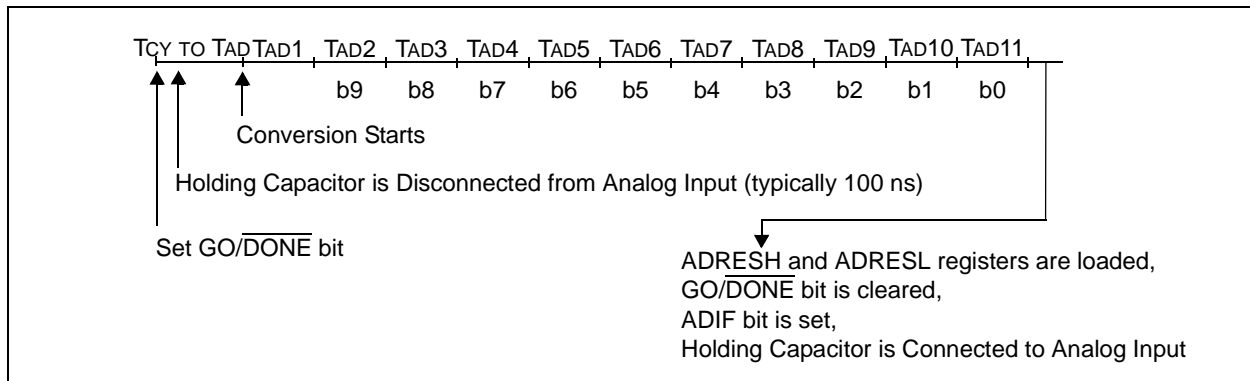 TCY TO TAD TAD1 TAD2 TAD3 TAD4 TAD5 TAD6 TAD7 TAD8 TAD9 TAD10 TAD11
b9 b8 b7 b6 b5 b4 b3 b2 b1 b0
Conversion Starts
Holding Capacitor is Disconnected from Analog Input (typically 100 ns)
Set GO/DONE bit
ADRESH and ADRESL registers are loaded,
GO/DONE bit is cleared,
ADIF bit is set,
Holding Capacitor is Connected to Analog Input